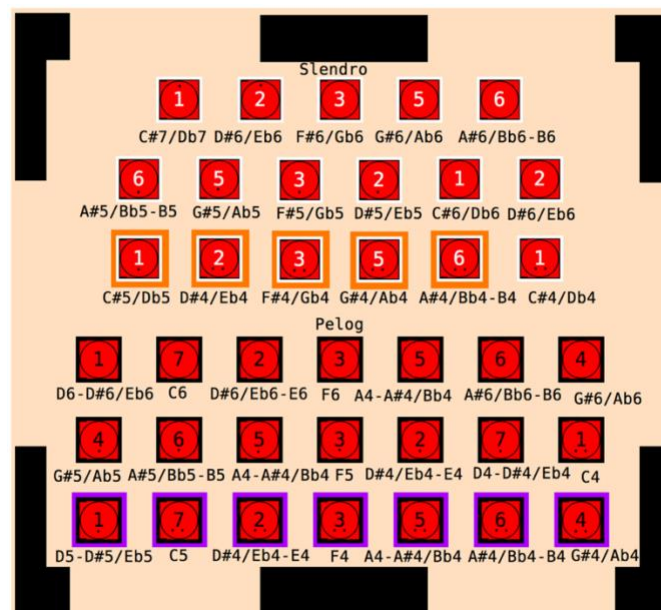 Slendro
1 2 3 5 6
C#7/Db7 D#6/Eb6 F#6/Gb6 G#6/Ab6 A#6/Bb6-B6
6 5 3 2 1 2
A#5/Bb5-B5 G#5/Ab5 F#5/Gb5 D#5/Eb5 C#6/Db6 D#6/Eb6
1 2 3 5 6 1
C#5/Db5 D#4/Eb4 F#4/Gb4 G#4/Ab4 A#4/Bb4-B4 C#4/Db4
Pelog
1 7 2 3 5 6 4
D6-D#6/Eb6 C6 D#6/Eb6-E6 F6 A4-A#4/Bb4 A#6/Bb6-B6 G#6/Ab6
4 6 5 3 2 7 1
G#5/Ab5 A#5/Bb5-B5 A4-A#4/Bb4 F5 D#4/Eb4-E4 D4-D#4/Eb4 C4
1 7 2 3 5 6 4
D5-D#5/Eb5 C5 D#4/Eb4-E4 F4 A4-A#4/Bb4 A#4/Bb4-B4 G#4/Ab4